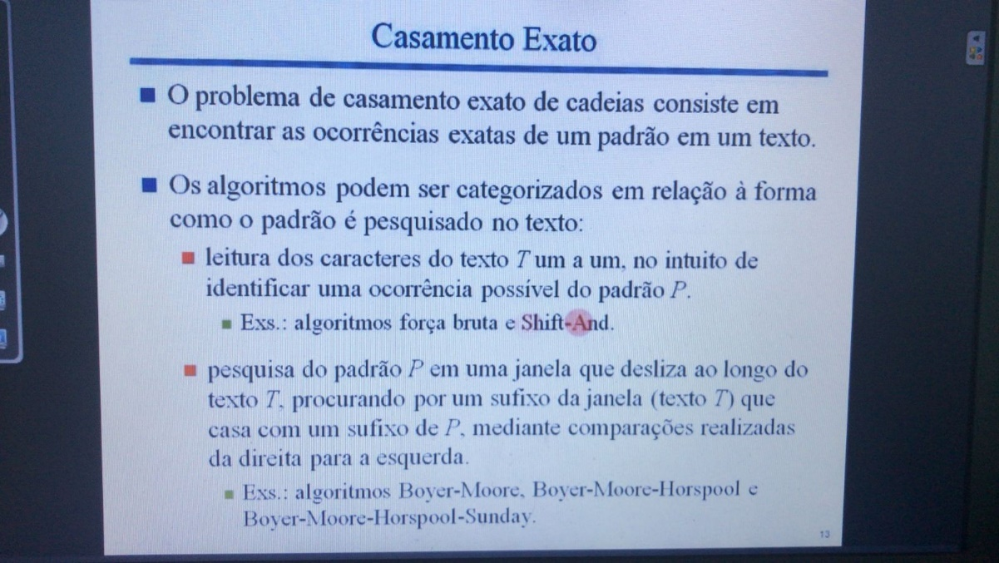 Casamento Exato
O problema de casamento exato de cadeias consiste em
encontrar as ocorrências exatas de um padrão em um texto.
Os algoritmos podem ser categorizados em relação à forma
como o padrão é pesquisado no texto:
leitura dos caracteres do texto T um a um, no intuito de
identificar uma ocorrência possível do padrão P.
Exs.: algoritmos força bruta e Shift-And.
pesquisa do padrão P em uma janela que desliza ao longo do
texto T, procurando por um sufixo da janela (texto T) que
casa com um sufixo de P, mediante comparações realizadas
da direita para a esquerda.
Exs.: algoritmos Boyer-Moore, Boyer-Moore-Horspool e
Boyer-Moore-Horspool-Sunday.
13